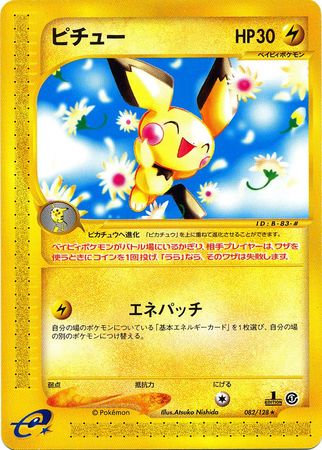 ピチュー HP30
ベイビィポケモン
ID:B-83-#
ピカチュウへ進化 「ピカチュウ」を上に重ねて進化させることができます。
ベイビィポケモンがバトル場にいるかぎり、相手プレイヤーは、ワザを
使うときにコインを1回投げ、「うら」なら、そのワザは失敗します。
エネパッチ
自分の場のポケモンについている「基本エネルギーカード」を1枚選び、自分
の場の別のポケモンにつけ替える。
弱点 抵抗力 にげる
1
EDITION
© Pokémon Illus.Atsuko Nishida 082/128★
e